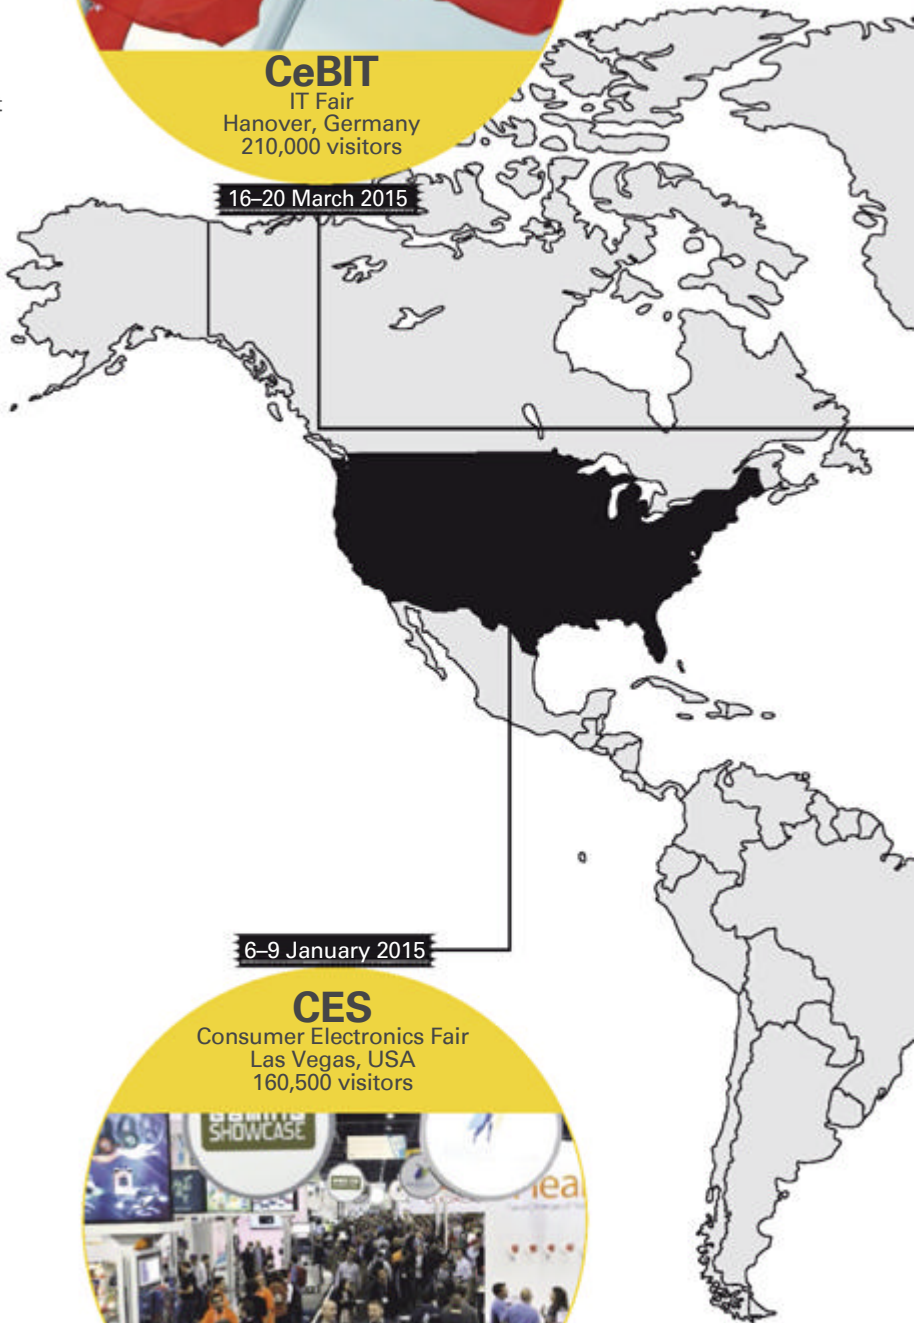 CeBIT
IT Fair
Hanover, Germany
210,000 visitors
16–20 March 2015
6–9 January 2015
CES
Consumer Electronics Fair
Las Vegas, USA
160,500 visitors
SHOWCASE